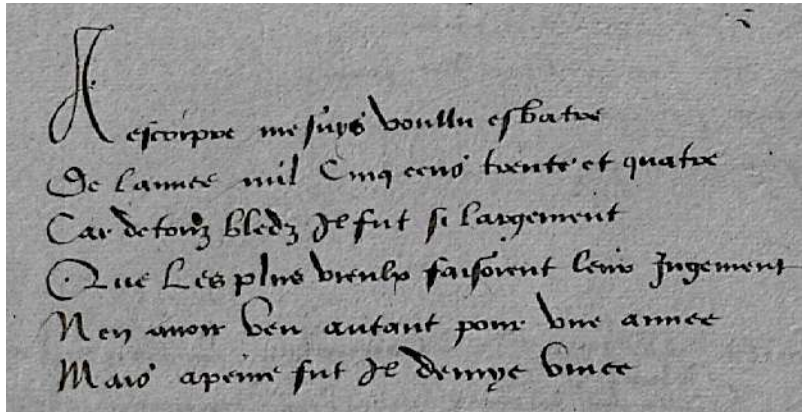 A escripre me suys voullu esbatre
De lannee mil Cinq cens trente et quatre
Car de tous bledz Il fut si largement
Que Les plus vieulx faisoient leur Jugement
Nen avoir veu autant pour une annee
Mais a peine fut Il demye vinee